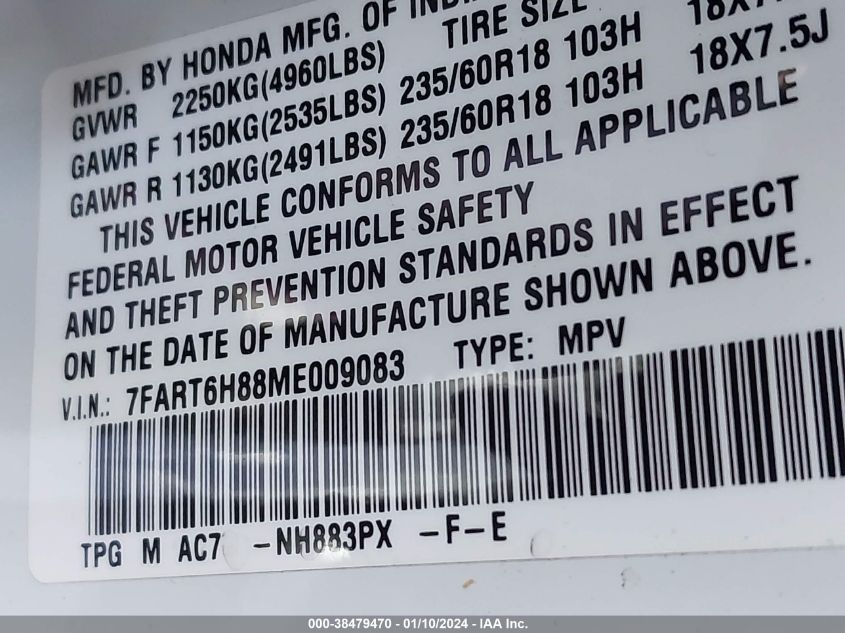 MFD. BY HONDA MFG. OF
GVWR 2250KG(4960LBS) TIRE SIZE
GAWR F 1150KG(2535LBS) 235/60R18 103H
GAWR R 1130KG(2491LBS) 235/60R18 103H 18X7.5J
THIS VEHICLE CONFORMS TO ALL APPLICABLE
FEDERAL MOTOR VEHICLE SAFETY
AND THEFT PREVENTION STANDARDS IN EFFECT
ON THE DATE OF MANUFACTURE SHOWN ABOVE.
V.I.N.: 7FART6H88ME009083 TYPE: MPV
TPG M AC7 -NH883PX -F-E
000-38479470 - 01/10/2024 - IAA Inc.